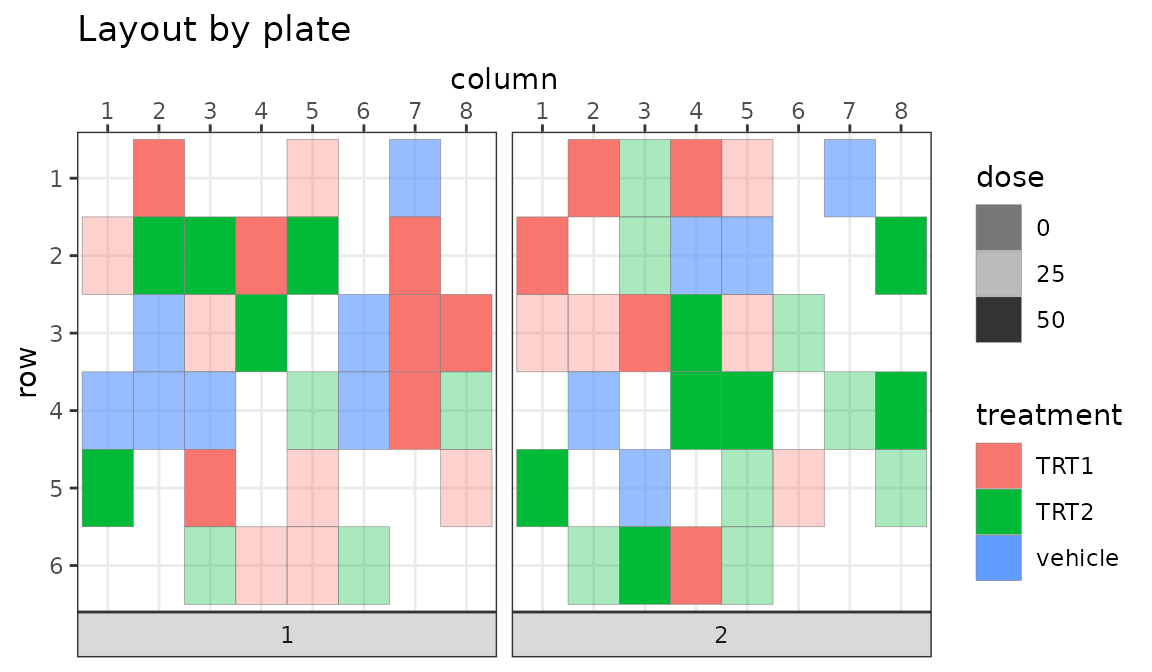 Layout by plate
column
1 2 3 4 5 6 7 8 1 2 3 4 5 6 7 8
row
1
2
3
4
5
6
1 2
dose
0
25
50
treatment
TRT1
TRT2
vehicle